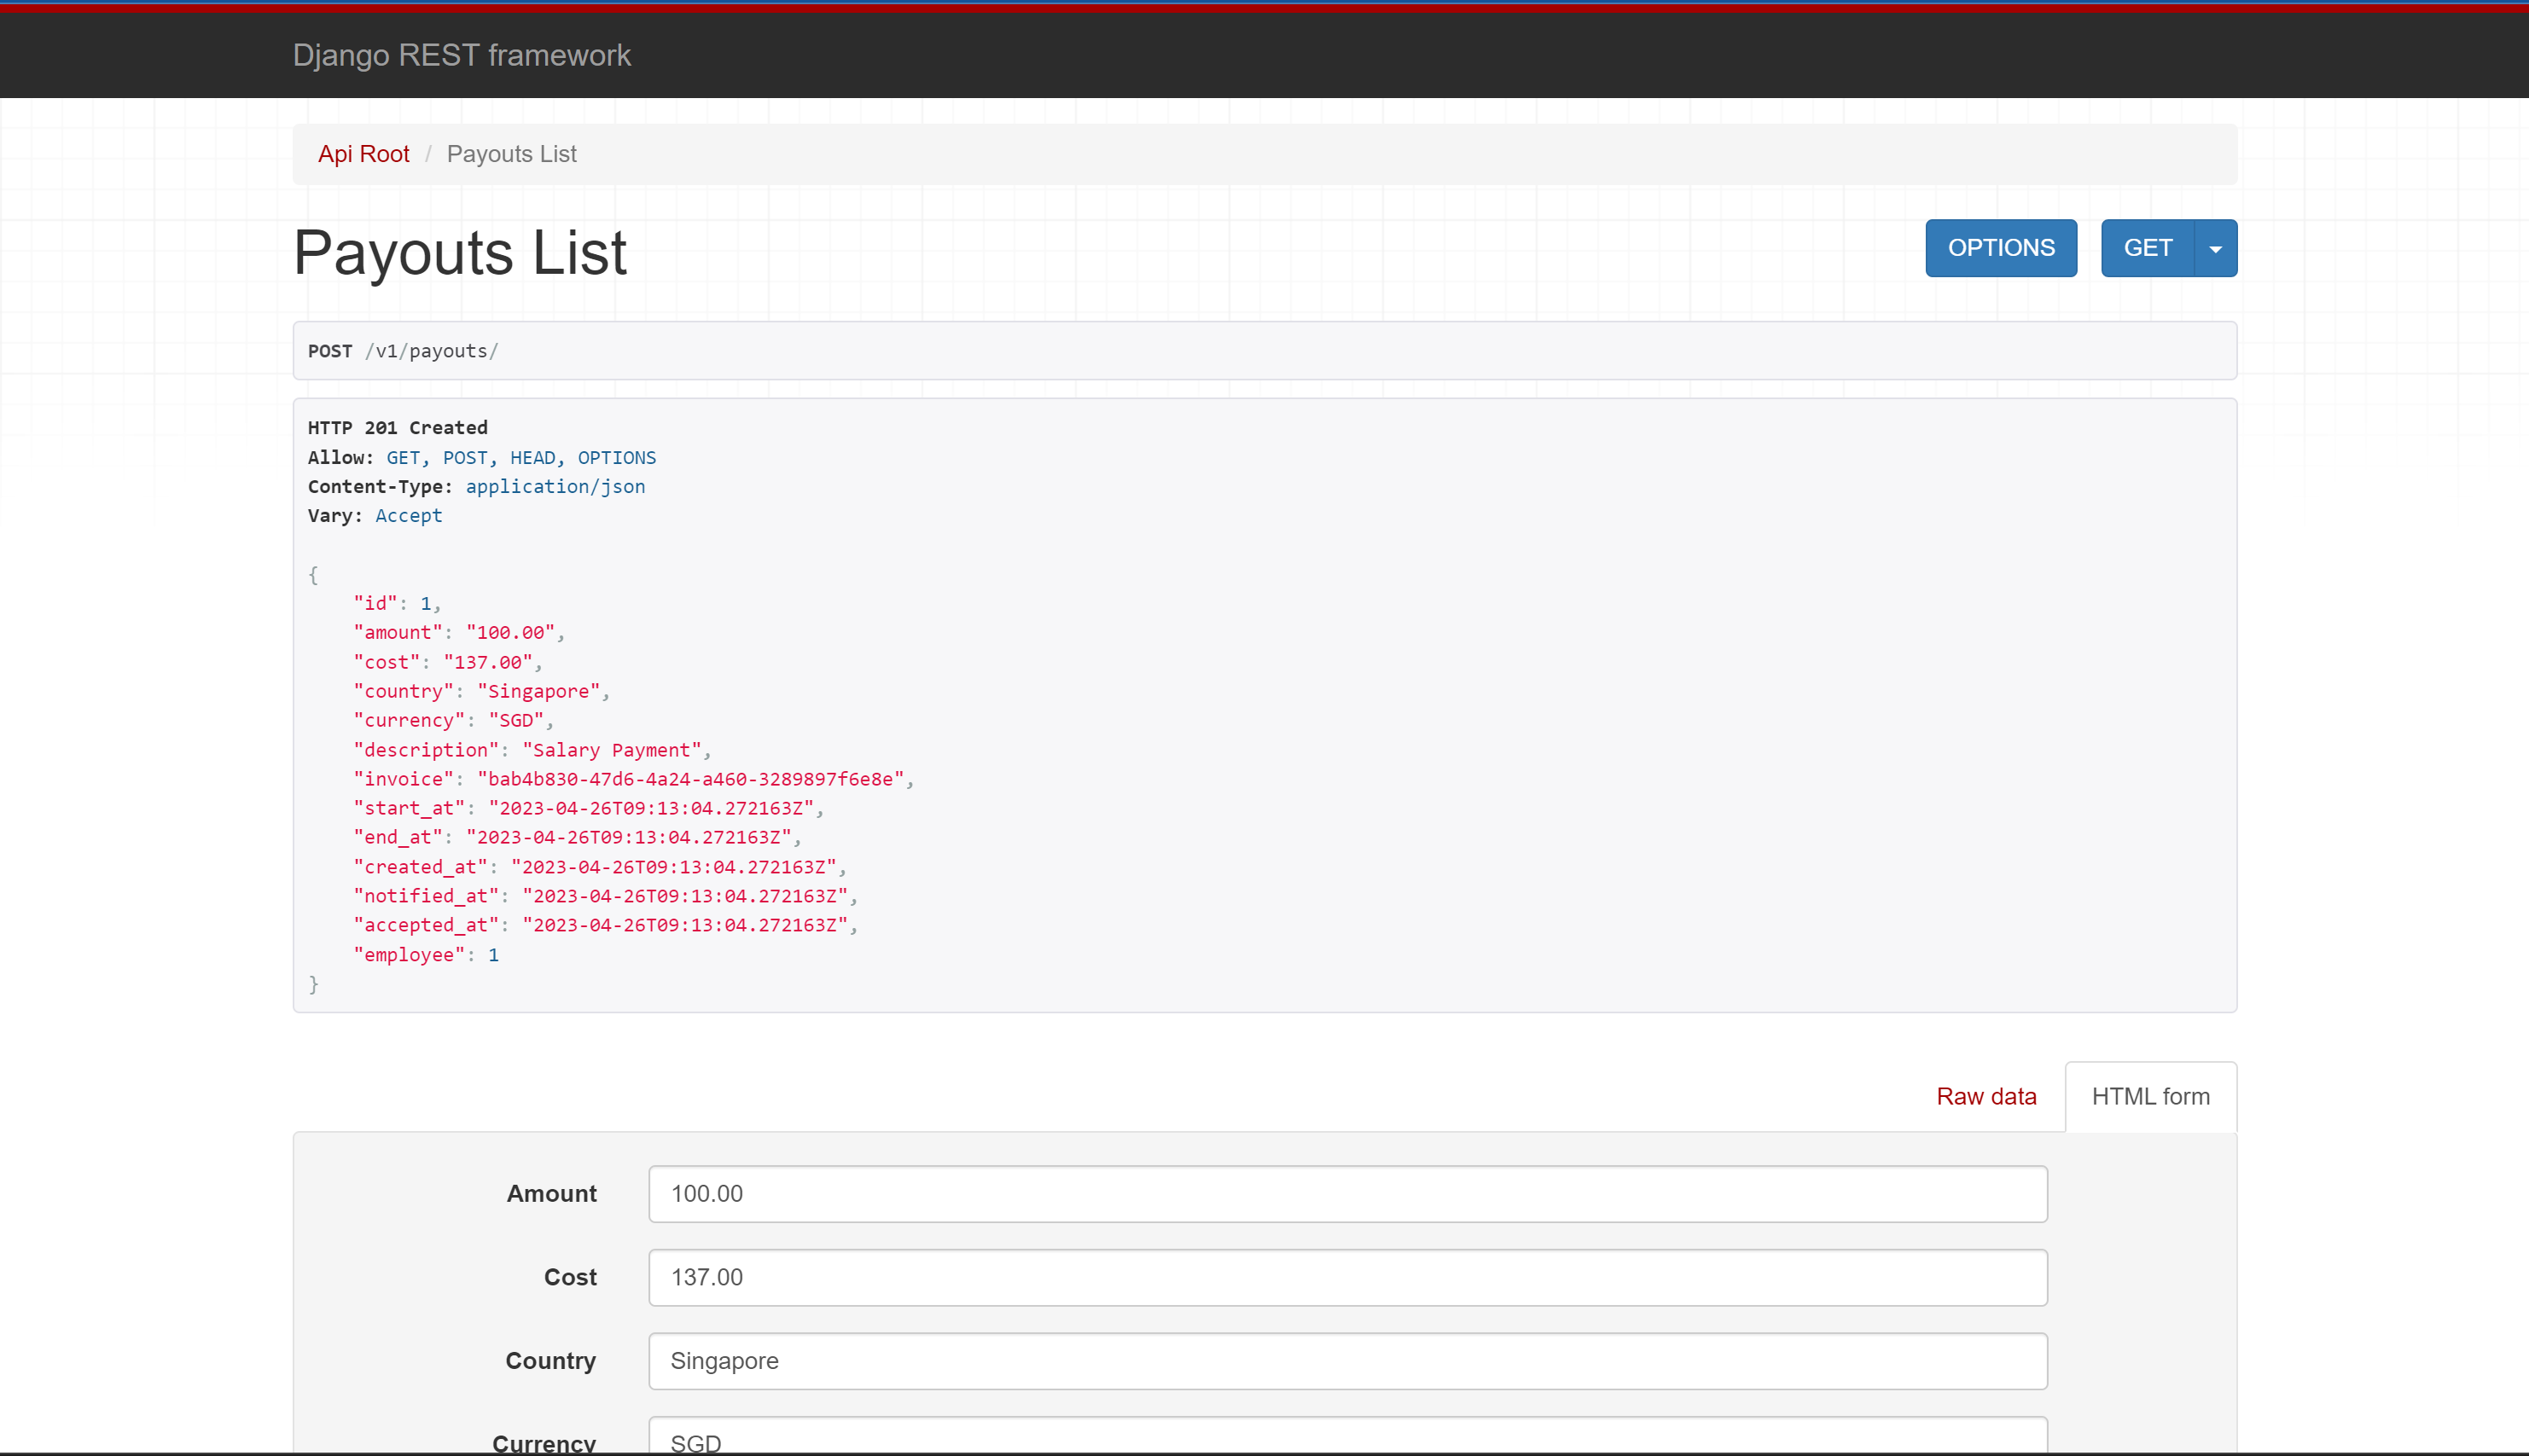 Django REST framework
Api Root / Payouts List
Payouts List
OPTIONS
GET
POST /v1/payouts/
HTTP 201 Created
Allow: GET, POST, HEAD, OPTIONS
Content-Type: application/json
Vary: Accept
{
    "id": 1,
    "amount": "100.00",
    "cost": "137.00",
    "country": "Singapore",
    "currency": "SGD",
    "description": "Salary Payment",
    "invoice": "bab4b830-47d6-4a24-a460-3289897f6e8e",
    "start_at": "2023-04-26T09:13:04.272163Z",
    "end_at": "2023-04-26T09:13:04.272163Z",
    "created_at": "2023-04-26T09:13:04.272163Z",
    "notified_at": "2023-04-26T09:13:04.272163Z",
    "accepted_at": "2023-04-26T09:13:04.272163Z",
    "employee": 1
}
Raw data
HTML form
Amount 100.00
Cost 137.00
Country Singapore
Currency SGD